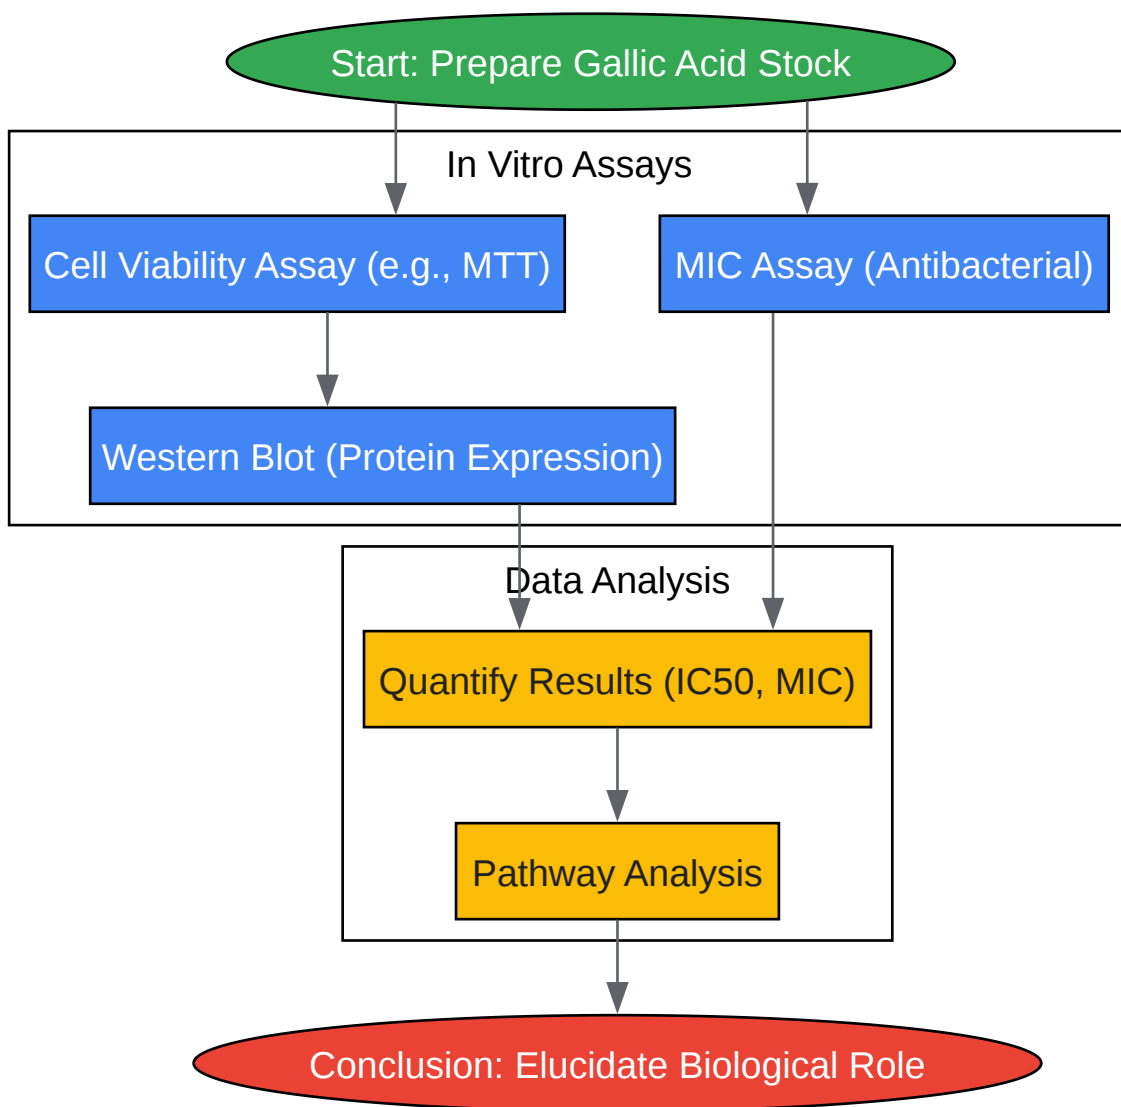 Start: Prepare Gallic Acid Stock
In Vitro Assays
Cell Viability Assay (e.g., MTT)
MIC Assay (Antibacterial)
Western Blot (Protein Expression)
Data Analysis
Quantify Results (IC50, MIC)
Pathway Analysis
Conclusion: Elucidate Biological Role